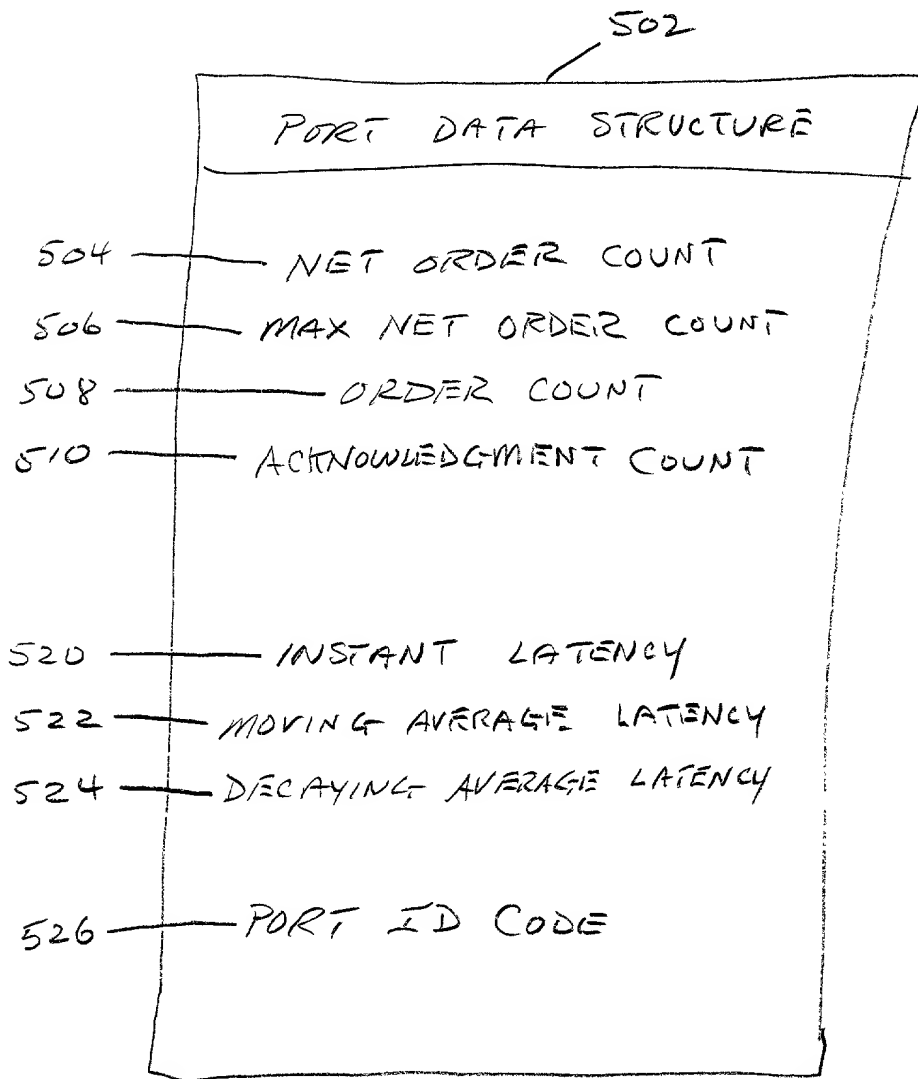 502
PORT DATA STRUCTURE
504 NET ORDER COUNT
506 MAX NET ORDER COUNT
508 ORDER COUNT
510 ACKNOWLEDGMENT COUNT
520 INSTANT LATENCY
522 MOVING AVERAGE LATENCY
524 DECAYING AVERAGE LATENCY
526 PORT ID CODE